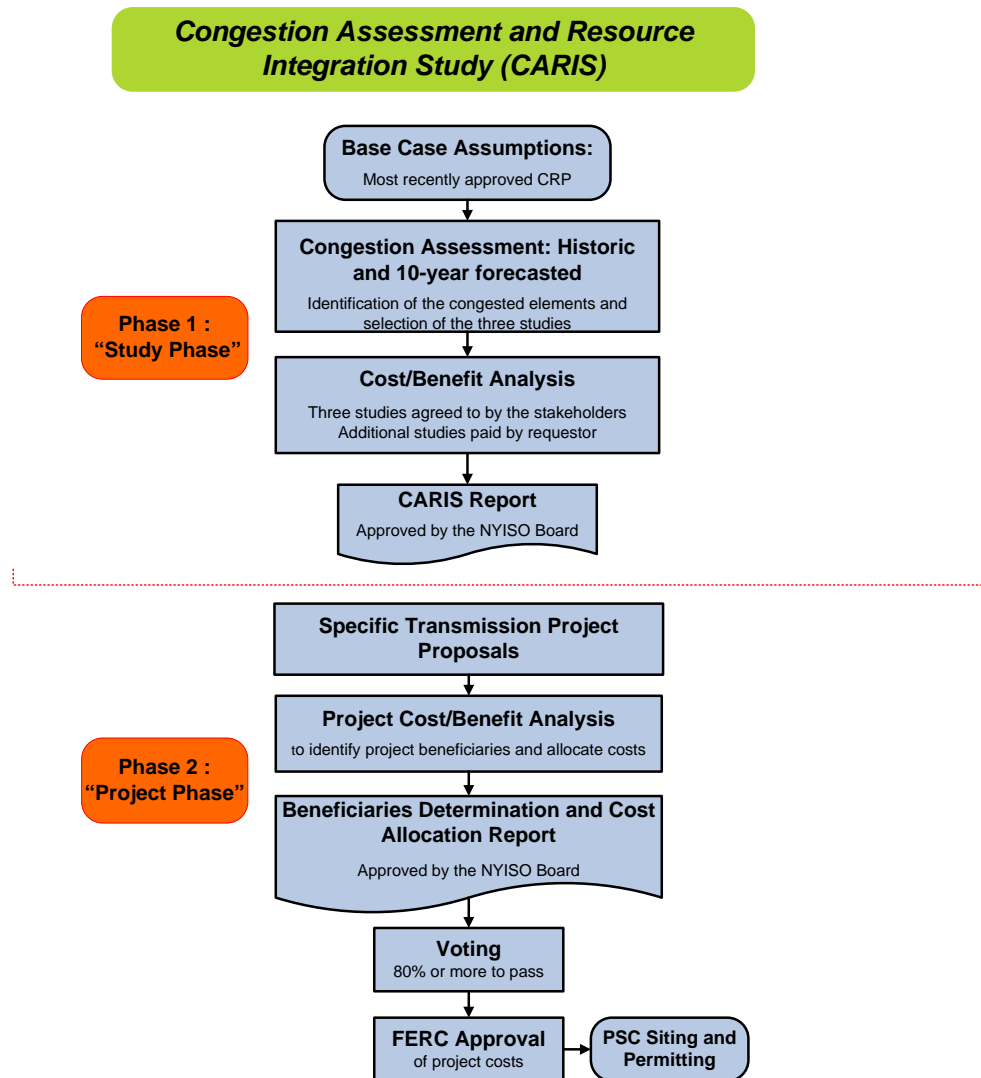 Congestion Assessment and Resource
Integration Study (CARIS)
Base Case Assumptions:
Most recently approved CRP
Congestion Assessment: Historic
and 10-year forecasted
Identification of the congested elements and
selection of the three studies
Phase 1 :
“Study Phase”
Cost/Benefit Analysis
Three studies agreed to by the stakeholders
Additional studies paid by requestor
CARIS Report
Approved by the NYISO Board
Specific Transmission Project
Proposals
Project Cost/Benefit Analysis
to identify project beneficiaries and allocate costs
Phase 2 :
“Project Phase”
Beneficiaries Determination and Cost
Allocation Report
Approved by the NYISO Board
Voting
80% or more to pass
FERC Approval
of project costs
PSC Siting and
Permitting